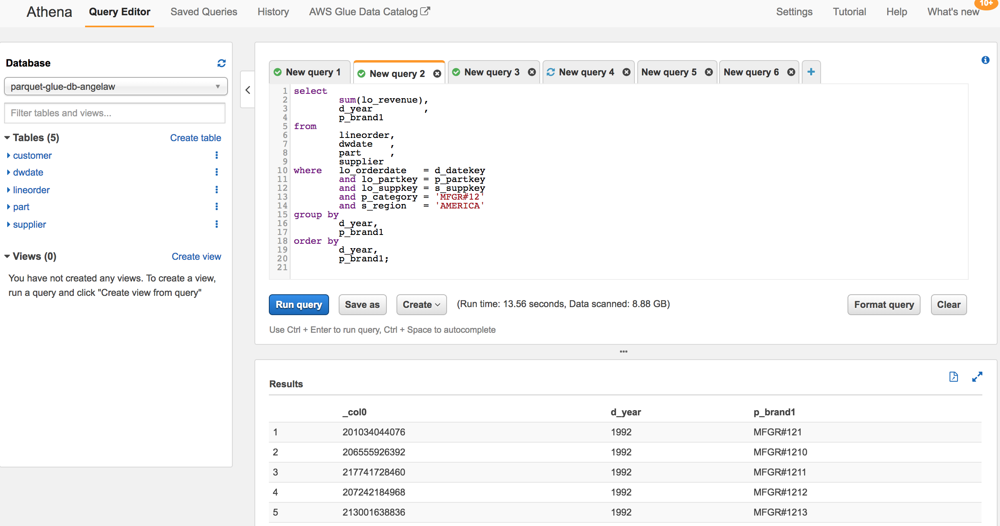 Athena Query Editor Saved Queries History AWS Glue Data Catalog Settings Tutorial Help What's new 10+
Database
parquet-glue-db-angelaw
Filter tables and views...
Tables (5) Create table
customer
dwdate
lineorder
part
supplier
Views (0) Create view
You have not created any views. To create a view,
run a query and click "Create view from query"
New query 1 New query 2 New query 3 New query 4 New query 5 New query 6
1 select
2 sum(lo_revenue),
3 d_year ,
4 p_brand1
5 from
6 lineorder,
7 dwdate ,
8 part ,
9 supplier
10 where lo_orderdate = d_datekey
11 and lo_partkey = p_partkey
12 and lo_suppkey = s_suppkey
13 and p_category = 'MFGR#12'
14 and s_region = 'AMERICA'
15 group by
16 d_year,
17 p_brand1
18 order by
19 d_year,
20 p_brand1;
21
Run query Save as Create (Run time: 13.56 seconds, Data scanned: 8.88 GB) Format query Clear
Use Ctrl + Enter to run query, Ctrl + Space to autocomplete
Results
_col0 d_year p_brand1
1 201034044076 1992 MFGR#121
2 206555926392 1992 MFGR#1210
3 217741728460 1992 MFGR#1211
4 207242184968 1992 MFGR#1212
5 213001638836 1992 MFGR#1213